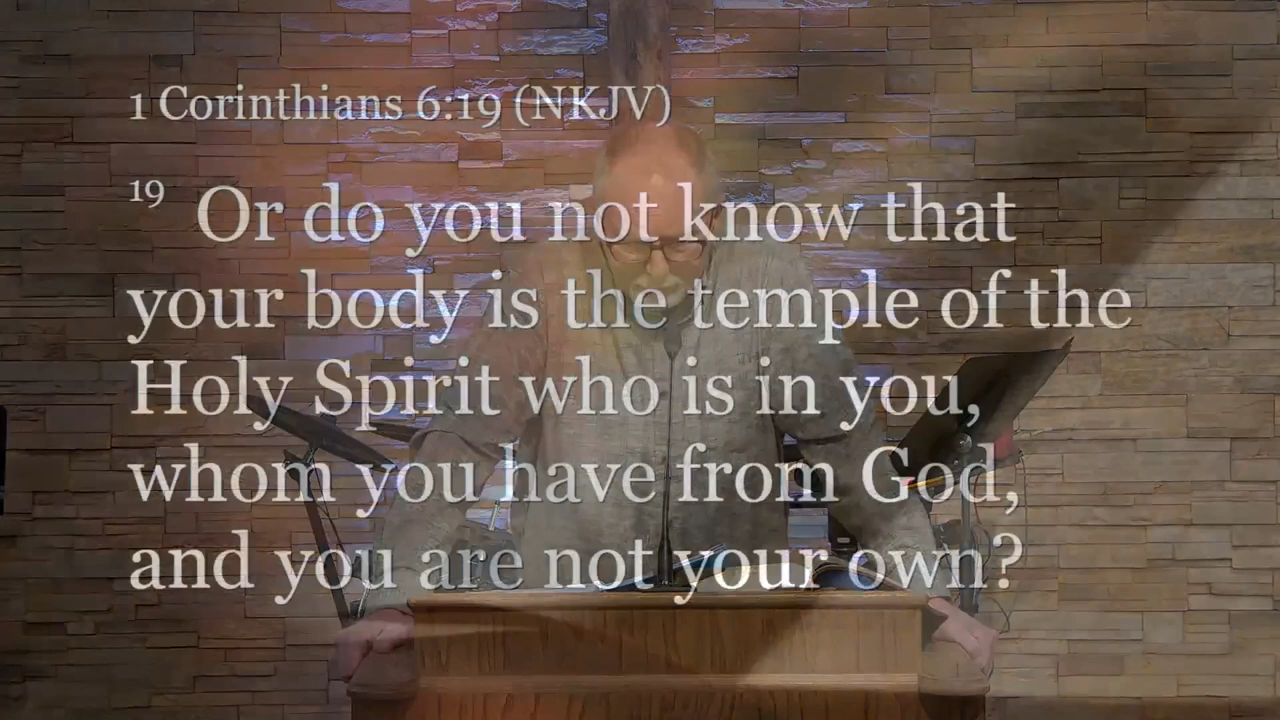 1 Corinthians 6:19 (NKJV)
19 Or do you not know that
your body is the temple of the
Holy Spirit who is in you,
whom you have from God,
and you are not your own?